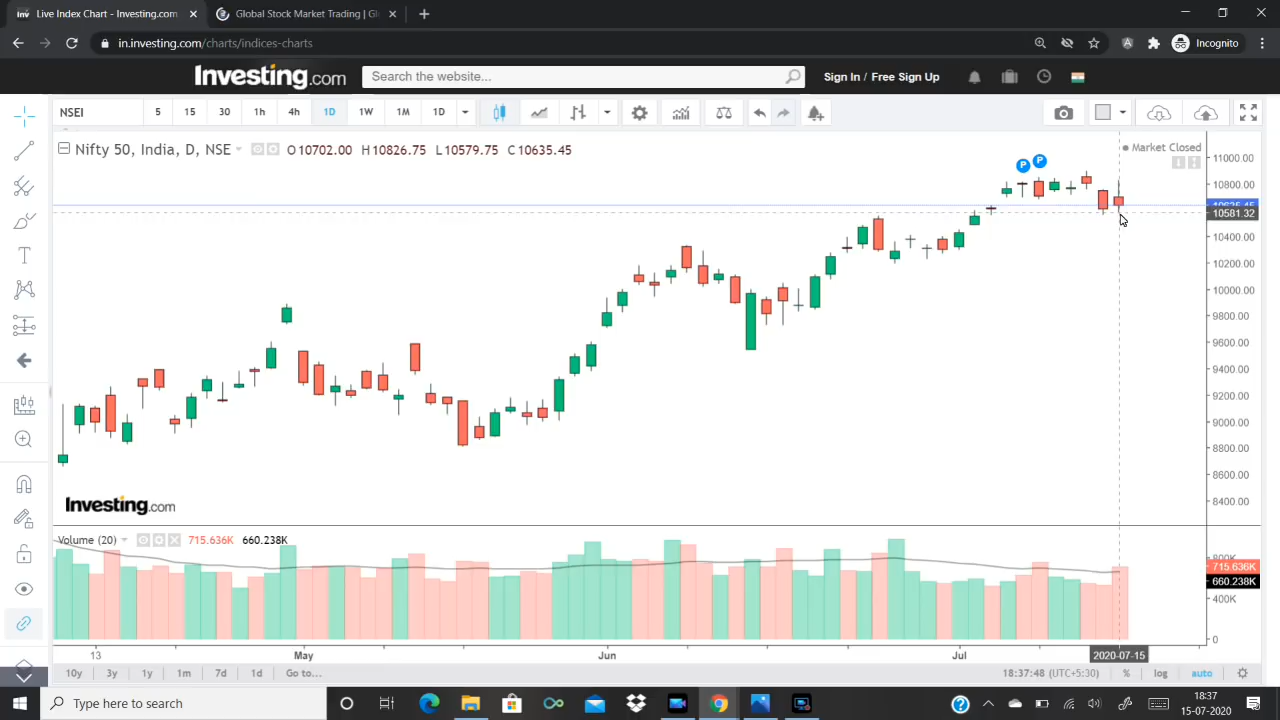 Live Index Chart - Investing.com
Global Stock Market Trading | Gl
in.investing.com/charts/indices-charts
Incognito
Investing.com
Search the website...
Sign In / Free Sign Up
NSEI
5 15 30 1h 4h 1D 1W 1M 1D
Nifty 50, India, D, NSE
O10702.00 H10826.75 L10579.75 C10635.45
Market Closed
P P
11000.00
10800.00
10635.45
10581.32
10400.00
10200.00
10000.00
9800.00
9600.00
9400.00
9200.00
9000.00
8800.00
8600.00
8400.00
T
Investing.com
Volume (20)
715.636K 660.238K
800K
715.636K
660.238K
400K
0
13 May Jun Jul 2020-07-15
10y 3y 1y 1m 7d 1d Go to...
18:37:48 (UTC+5:30) % log auto
Type here to search
18:37
15-07-2020